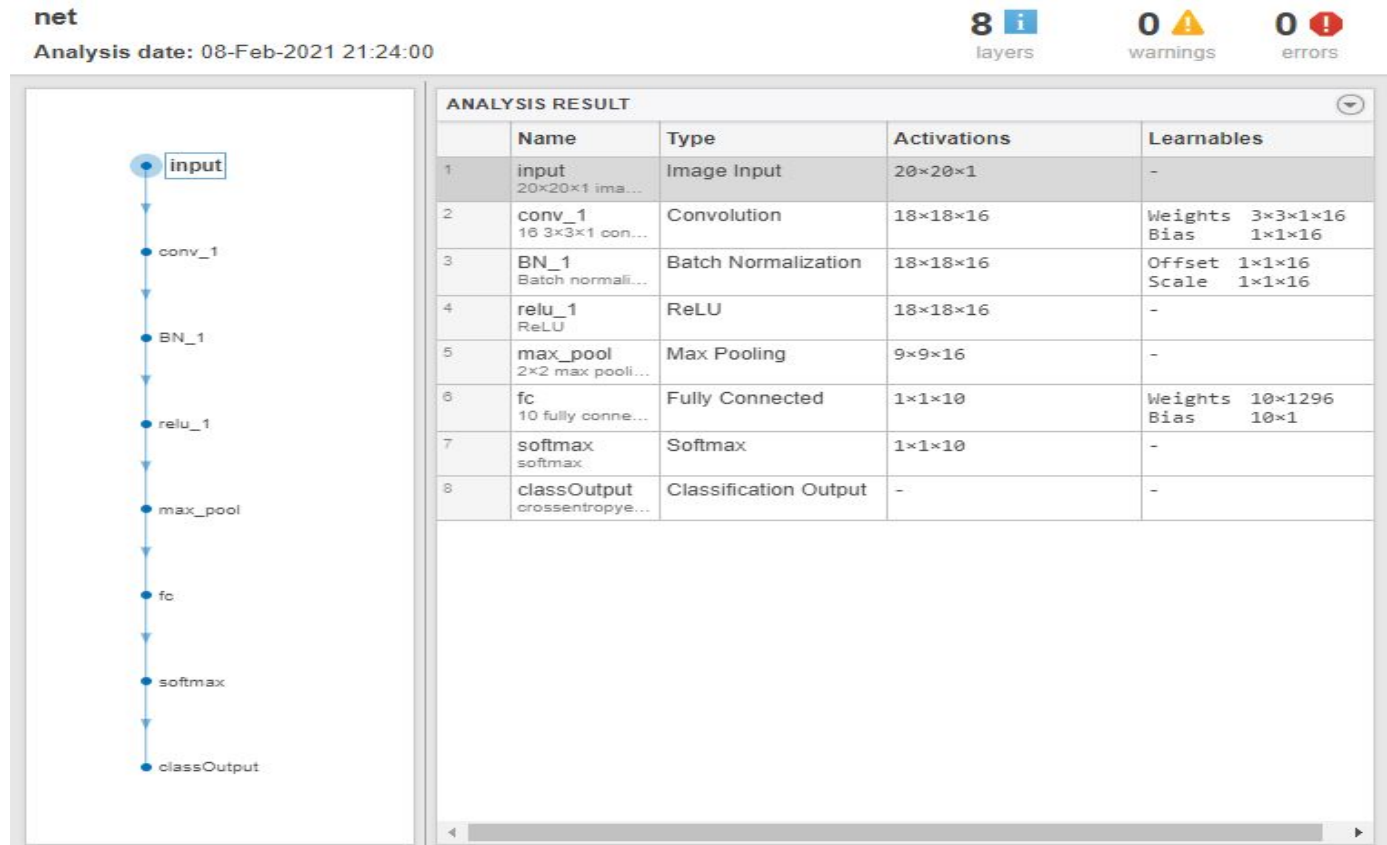 net
Analysis date: 08-Feb-2021 21:24:00
8 i
layers
0
warnings
0
errors
input
conv_1
BN_1
relu_1
max_pool
fc
softmax
classOutput
ANALYSIS RESULT
Name Type Activations Learnables
1 input Image Input 20×20×1 -
20×20×1 ima...
2 conv_1 Convolution 18×18×16 Weights 3×3×1×16
16 3×3×1 con... Bias 1×1×16
3 BN_1 Batch Normalization 18×18×16 Offset 1×1×16
Batch normali... Scale 1×1×16
4 relu_1 ReLU 18×18×16 -
ReLU
5 max_pool Max Pooling 9×9×16 -
2×2 max pooli...
6 fc Fully Connected 1×1×10 Weights 10×1296
10 fully conne... Bias 10×1
7 softmax Softmax 1×1×10 -
softmax
8 classOutput Classification Output - -
crossentropye...